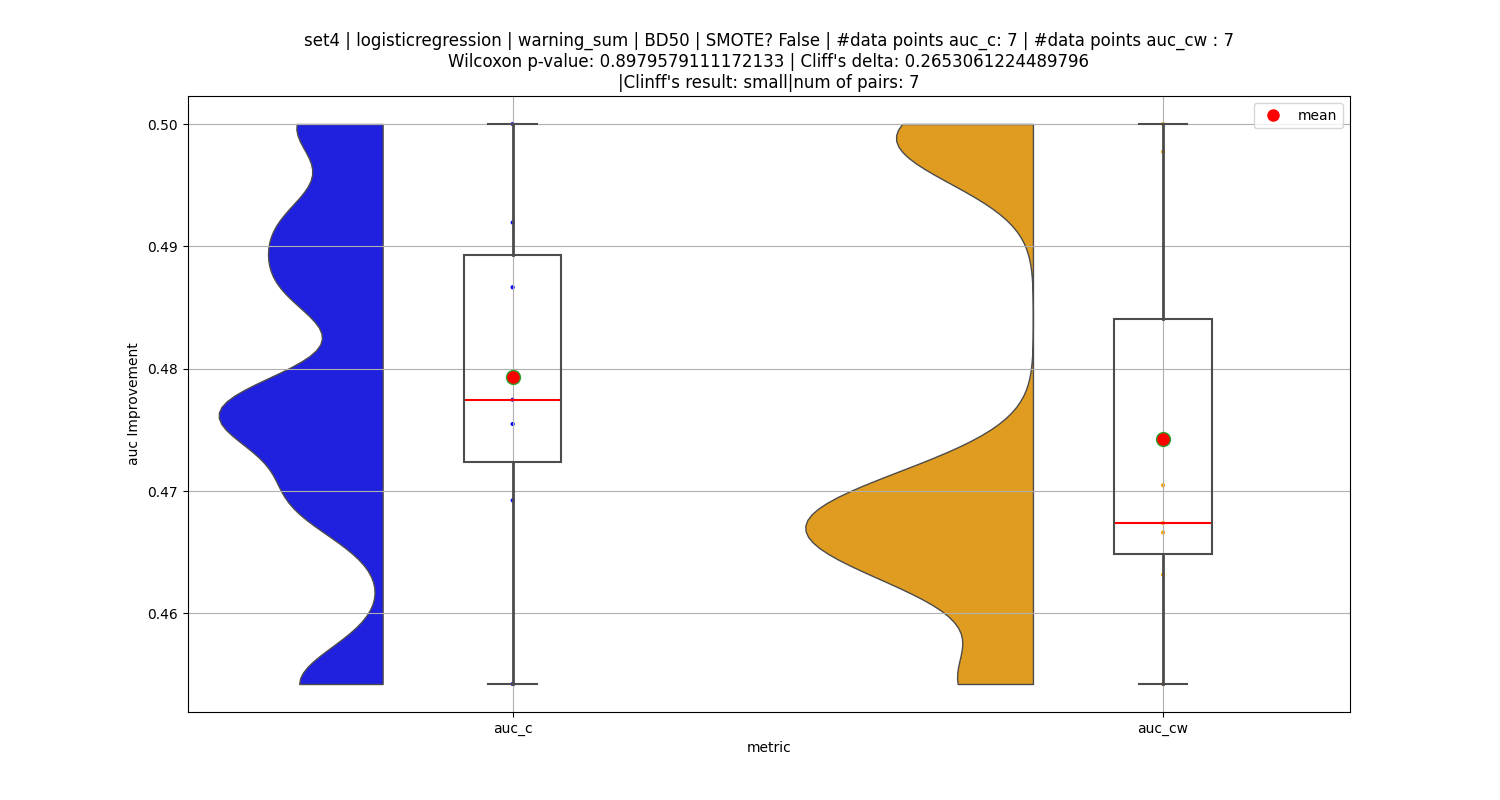 set4 | logisticregression | warning_sum | BD50 | SMOTE? False | #data points auc_c: 7 | #data points auc_cw : 7
Wilcoxon p-value: 0.8979579111172133 | Cliff's delta: 0.2653061224489796
|Clinff's result: small|num of pairs: 7
mean
0.50
0.49
0.48
0.47
0.46
auc Improvement
auc_c
auc_cw
metric